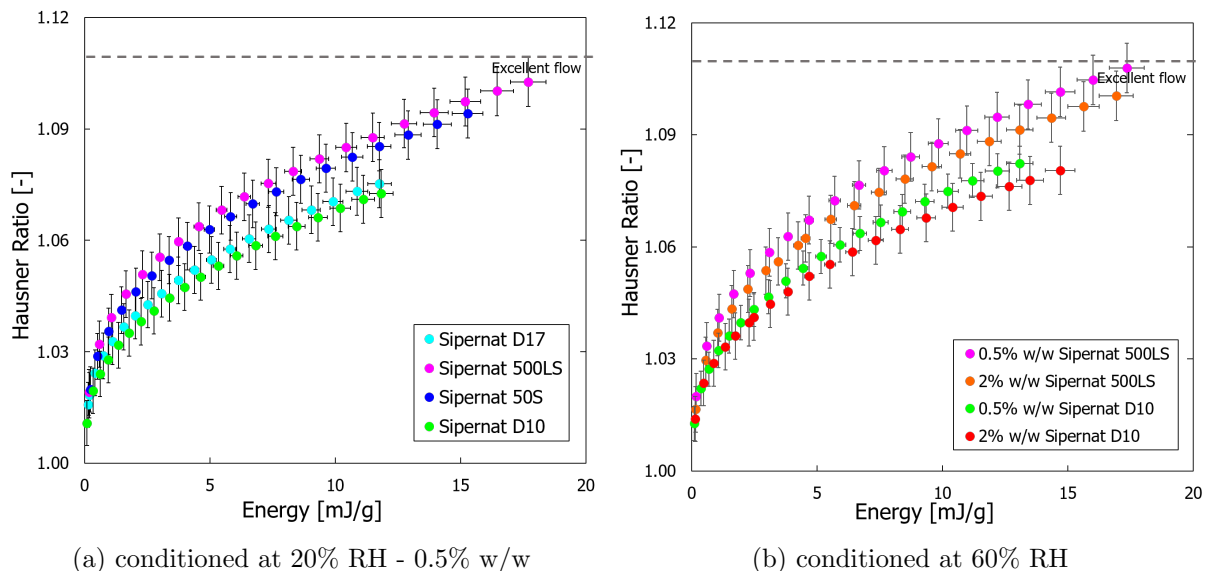 1.12
1.09
1.06
1.03
1.00
Hausner Ratio [-]
Excellent flow
Sipernat D17
Sipernat 500LS
Sipernat 50S
Sipernat D10
0 5 10 15 20
Energy [mJ/g]
(a) conditioned at 20% RH - 0.5% w/w
1.12
1.09
1.06
1.03
1.00
Hausner Ratio [-]
Excellent flow
0.5% w/w Sipernat 500LS
2% w/w Sipernat 500LS
0.5% w/w Sipernat D10
2% w/w Sipernat D10
0 5 10 15 20
Energy [mJ/g]
(b) conditioned at 60% RH